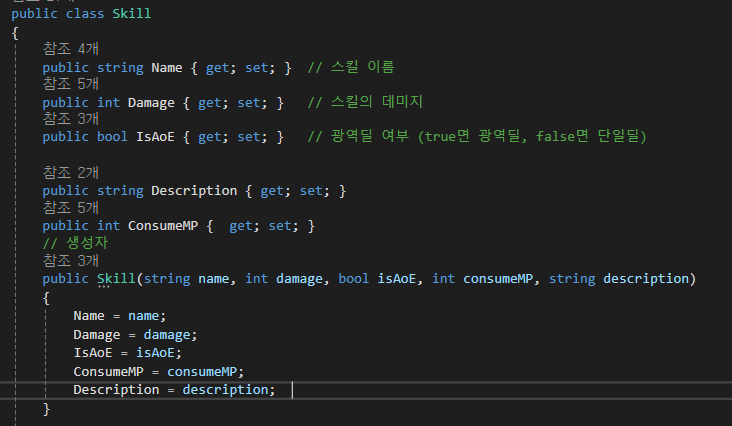 public class Skill
{
참조 4개
public string Name { get; set; }  // 스킬 이름
참조 5개
public int Damage { get; set; }   // 스킬의 데미지
참조 3개
public bool IsAoE { get; set; }   // 광역딜 여부 (true면 광역딜, false면 단일딜)
참조 2개
public string Description { get; set; }
참조 5개
public int ConsumeMP {  get; set; }
// 생성자
참조 3개
public Skill(string name, int damage, bool isAoE, int consumeMP, string description)
{
Name = name;
Damage = damage;
IsAoE = isAoE;
ConsumeMP = consumeMP;
Description = description;
}